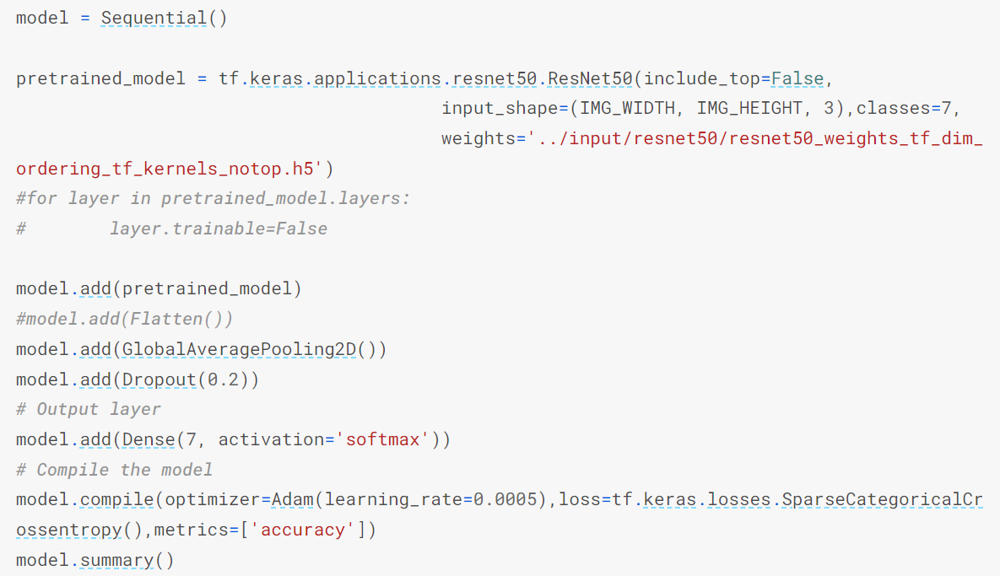 model = Sequential()
pretrained_model = tf.keras.applications.resnet50.ResNet50(include_top=False,
input_shape=(IMG_WIDTH, IMG_HEIGHT, 3),classes=7,
weights='../input/resnet50/resnet50_weights_tf_dim_
ordering_tf_kernels_notop.h5')
#for layer in pretrained_model.layers:
#        layer.trainable=False
model.add(pretrained_model)
#model.add(Flatten())
model.add(GlobalAveragePooling2D())
model.add(Dropout(0.2))
# Output layer
model.add(Dense(7, activation='softmax'))
# Compile the model
model.compile(optimizer=Adam(learning_rate=0.0005),loss=tf.keras.losses.SparseCategoricalCr
ossentropy(),metrics=['accuracy'])
model.summary()